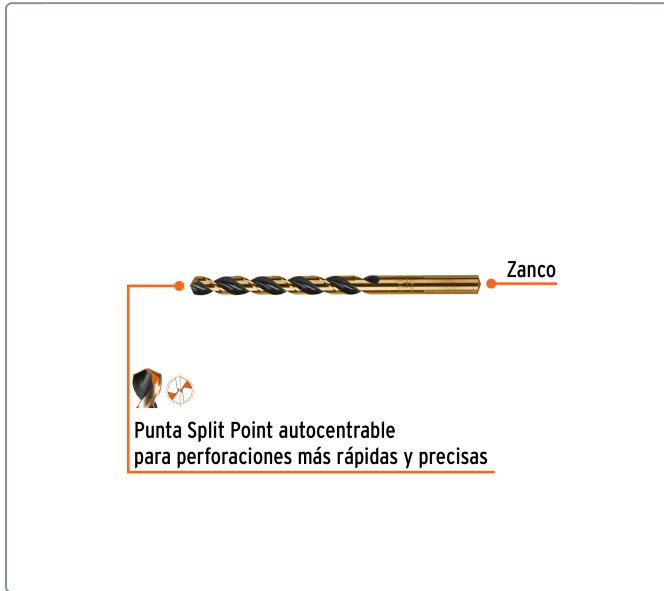 Zanco
Punta Split Point autocentrable
para perforaciones más rápidas y precisas